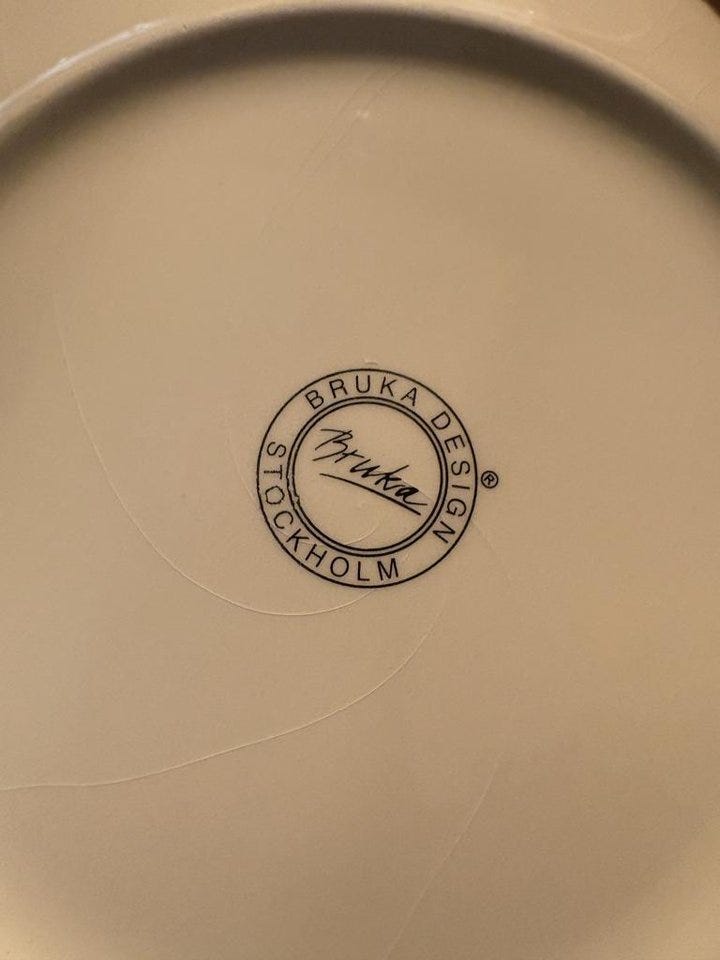 BRUKA DESIGN
STOCKHOLM
Bruka
®